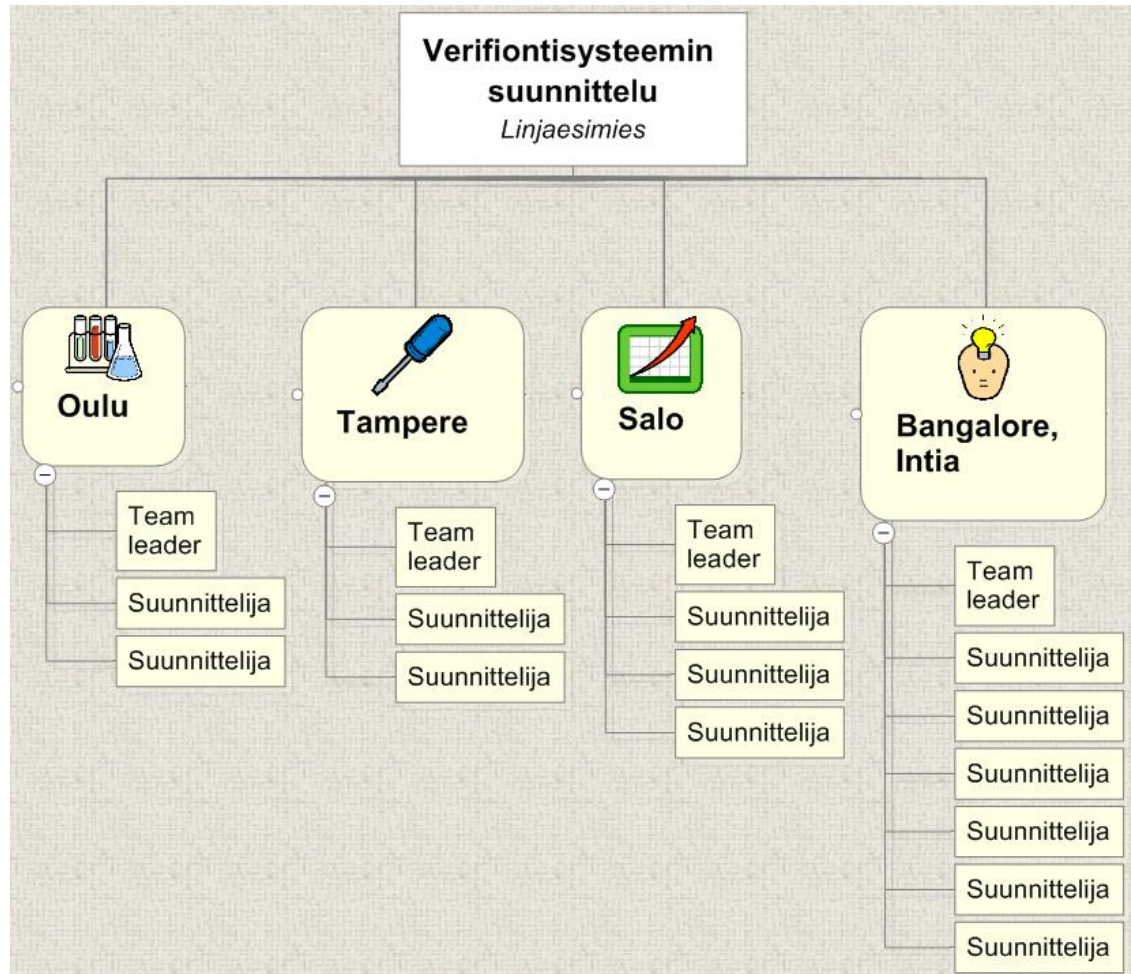 Verifiontisysteemin
suunnittelu
Linjaesimies
Oulu
Team
leader
Suunnittelija
Suunnittelija
Tampere
Team
leader
Suunnittelija
Suunnittelija
Salo
Team
leader
Suunnittelija
Suunnittelija
Suunnittelija
Bangalore,
Intia
Team
leader
Suunnittelija
Suunnittelija
Suunnittelija
Suunnittelija
Suunnittelija
Suunnittelija